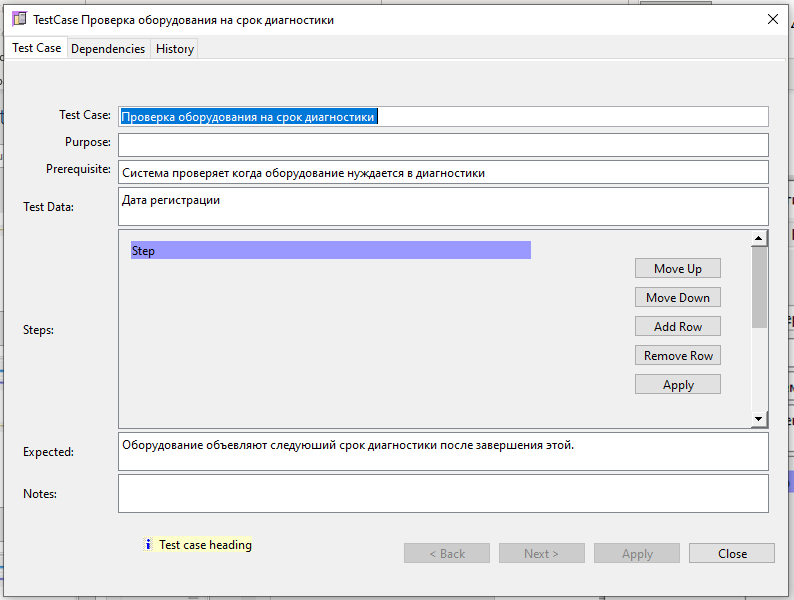 TestCase Проверка оборудования на срок диагностики
Test Case Dependencies History
Test Case: Проверка оборудования на срок диагностики
Purpose:
Prerequisite: Система проверяет когда оборудование нуждается в диагностики
Test Data: Дата регистрации
Step
Move Up
Move Down
Add Row
Steps:
Remove Row
Apply
Expected: Оборудование объевляют следуюший срок диагностики после завершения этой.
Notes:
i Test case heading
< Back Next > Apply Close